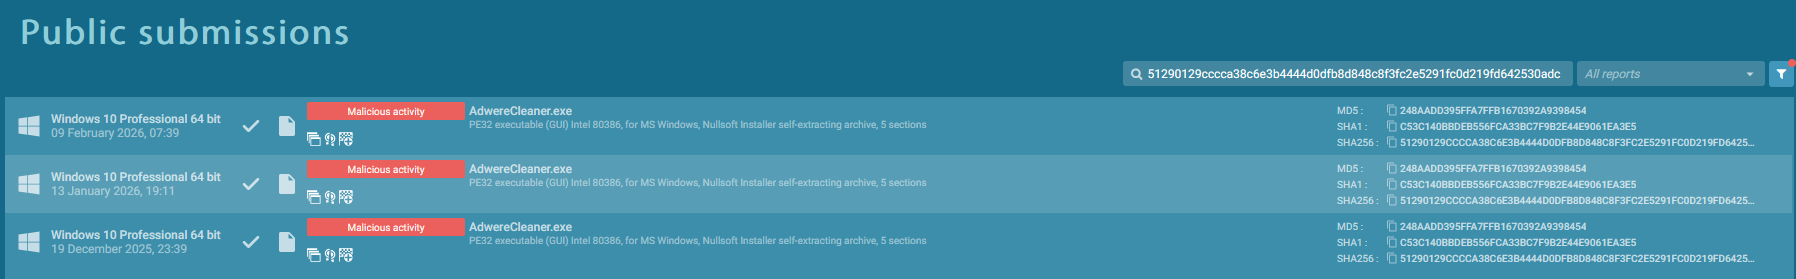 Public submissions
51290129cccca38c6e3b4444d0dfb8d848c8f3fc2e5291fc0d219fd642530adc
All reports
Windows 10 Professional 64 bit
09 February 2026, 07:39
Malicious activity
AdwereCleaner.exe
PE32 executable (GUI) Intel 80386, for MS Windows, Nullsoft Installer self-extracting archive, 5 sections
MD5 : 248AADD395FFA7FFB1670392A9398454
SHA1 : C53C140BBDEB556FCA33BC7F9B2E44E9061EA3E5
SHA256 : 51290129CCCCA38C6E3B4444D0DFB8D848C8F3FC2E5291FC0D219FD6425...
Windows 10 Professional 64 bit
13 January 2026, 19:11
Malicious activity
AdwereCleaner.exe
PE32 executable (GUI) Intel 80386, for MS Windows, Nullsoft Installer self-extracting archive, 5 sections
MD5 : 248AADD395FFA7FFB1670392A9398454
SHA1 : C53C140BBDEB556FCA33BC7F9B2E44E9061EA3E5
SHA256 : 51290129CCCCA38C6E3B4444D0DFB8D848C8F3FC2E5291FC0D219FD6425...
Windows 10 Professional 64 bit
19 December 2025, 23:39
Malicious activity
AdwereCleaner.exe
PE32 executable (GUI) Intel 80386, for MS Windows, Nullsoft Installer self-extracting archive, 5 sections
MD5 : 248AADD395FFA7FFB1670392A9398454
SHA1 : C53C140BBDEB556FCA33BC7F9B2E44E9061EA3E5
SHA256 : 51290129CCCCA38C6E3B4444D0DFB8D848C8F3FC2E5291FC0D219FD6425...